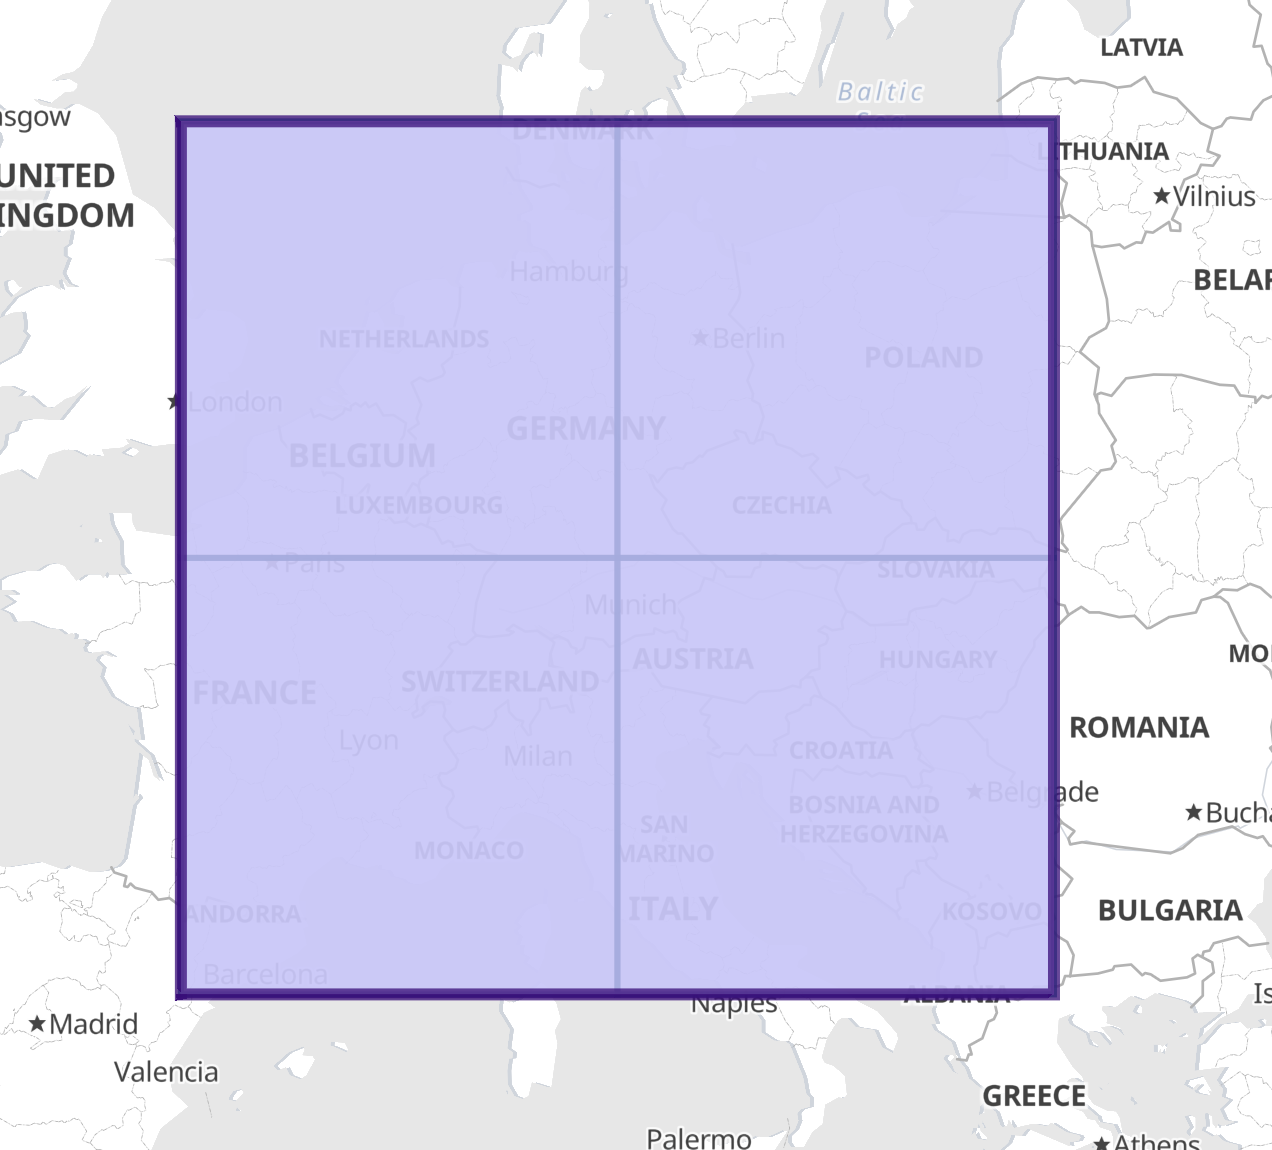 LATVIA
Baltic
Sea
asgow
DENMARK
LITHUANIA
UNITED
INGDOM
Vilnius
Hamburg
BELAR
NETHERLANDS
Berlin
POLAND
London
GERMANY
BELGIUM
LUXEMBOURG
CZECHIA
Paris
SLOVAKIA
Munich
AUSTRIA
HUNGARY
MO
SWITZERLAND
FRANCE
ROMANIA
Lyon
Milan
CROATIA
Belgrade
BOSNIA AND
HERZEGOVINA
Bucha
SAN
MARINO
MONACO
ITALY
KOSOVO
BULGARIA
ANDORRA
Barcelona
ALBANIA
Is
Naples
Madrid
Valencia
GREECE
Palermo
Athens